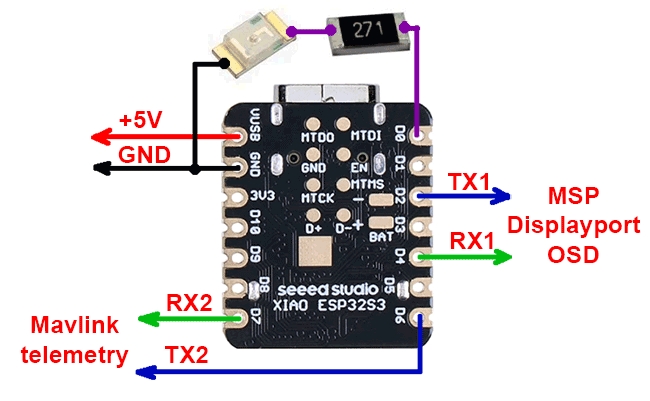 271
+5V
GND
VUSB
GND
3V3
D10
D9
D8
D7
MTDO
MTDI
GND
EN
MTMS
MTCK
D+
D-
-
+
BAT
D0
D1
D2
D3
D4
D5
D6
seeed studio
XIAO ESP32S3
TX1
RX1
MSP
Displayport
OSD
RX2
TX2
Mavlink
telemetry